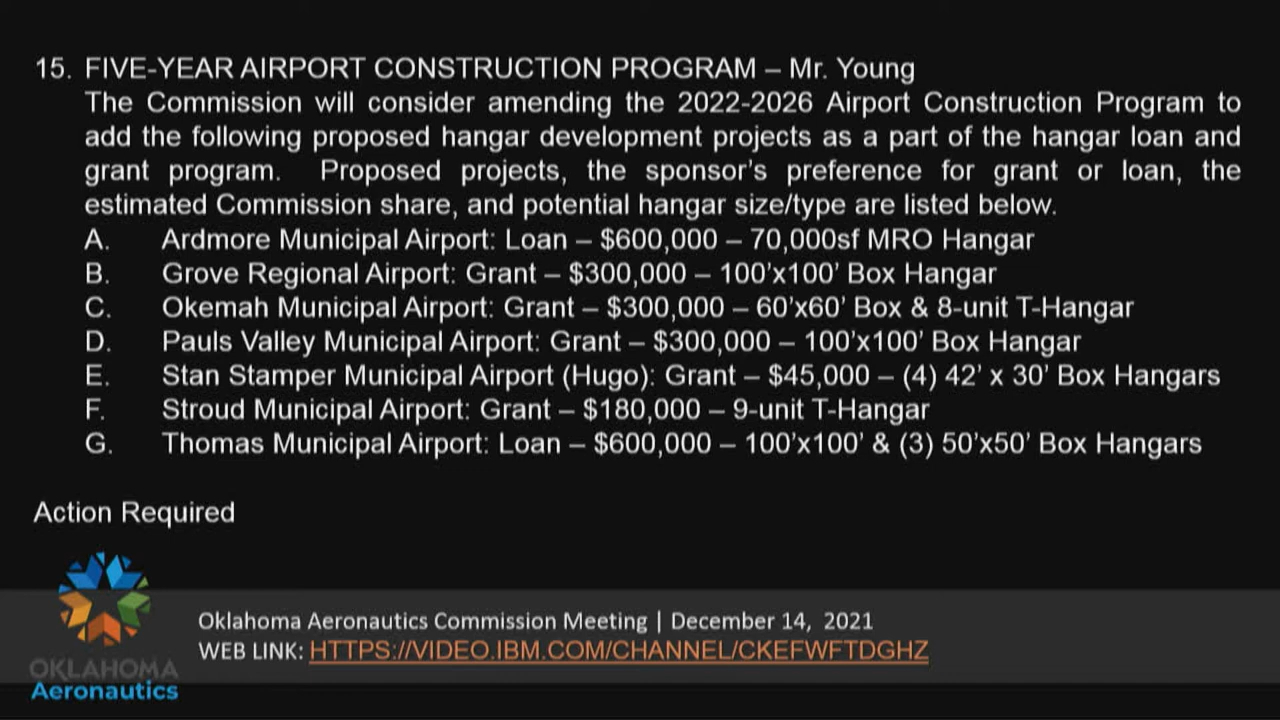 15. FIVE-YEAR AIRPORT CONSTRUCTION PROGRAM – Mr. Young
The Commission will consider amending the 2022-2026 Airport Construction Program to
add the following proposed hangar development projects as a part of the hangar loan and
grant program. Proposed projects, the sponsor's preference for grant or loan, the
estimated Commission share, and potential hangar size/type are listed below.
A. Ardmore Municipal Airport: Loan – $600,000 – 70,000sf MRO Hangar
B. Grove Regional Airport: Grant – $300,000 – 100'x100' Box Hangar
C. Okemah Municipal Airport: Grant – $300,000 – 60'x60' Box & 8-unit T-Hangar
D. Pauls Valley Municipal Airport: Grant – $300,000 – 100'x100' Box Hangar
E. Stan Stamper Municipal Airport (Hugo): Grant – $45,000 – (4) 42' x 30' Box Hangars
F. Stroud Municipal Airport: Grant – $180,000 – 9-unit T-Hangar
G. Thomas Municipal Airport: Loan – $600,000 – 100'x100' & (3) 50'x50' Box Hangars
Action Required
Oklahoma Aeronautics Commission Meeting | December 14, 2021
WEB LINK: HTTPS://VIDEO.IBM.COM/CHANNEL/CKEFWFTDGHZ
OKLAHOMA
Aeronautics